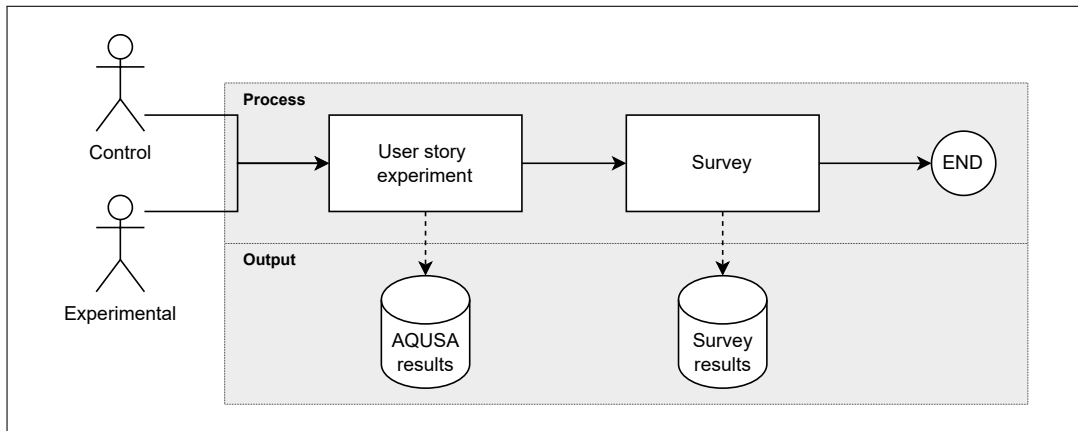 Process
Control
User story
experiment
Survey
END
Experimental
Output
AQUSA
results
Survey
results